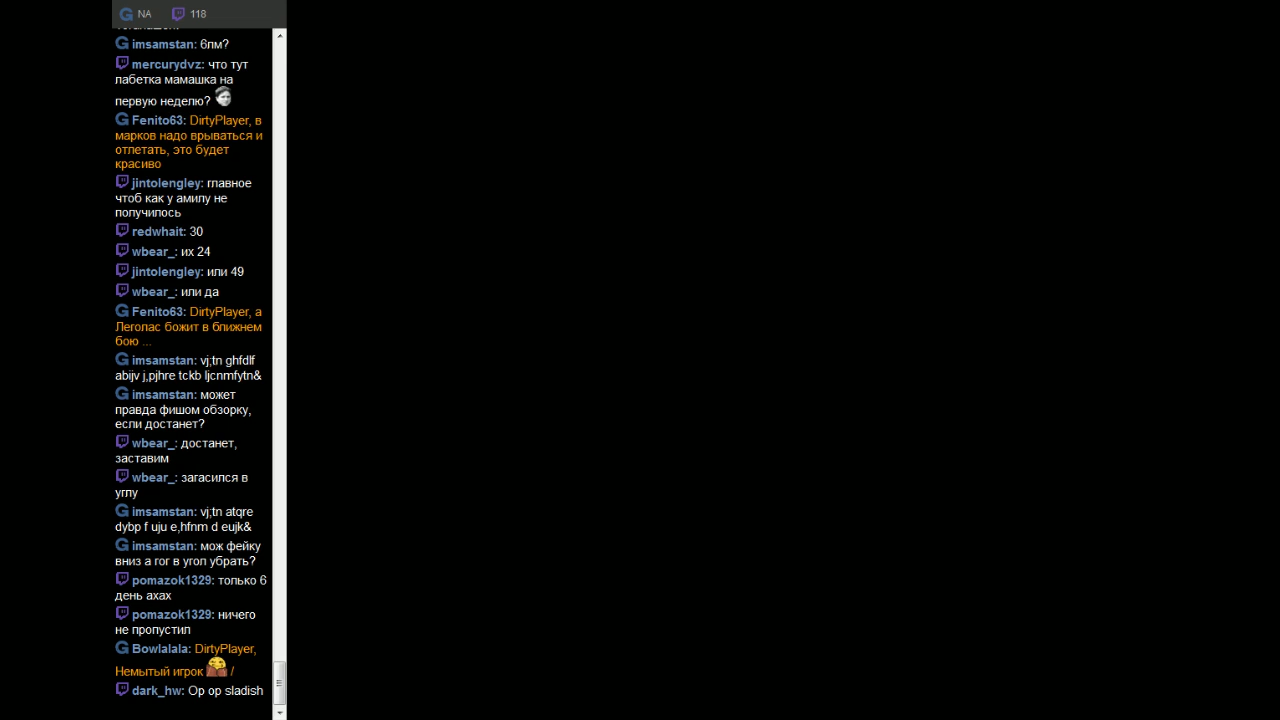 NA 118
imsamstan: 6пм?
mercurydvz: что тут
лабетка мамашка на
первую неделю?
Fenito63: DirtyPlayer, в
марков надо врываться и
отлетать, это будет
красиво
jintolengley: главное
чтоб как у амилу не
получилось
redwhait: 30
wbear_: их 24
jintolengley: или 49
wbear_: или да
Fenito63: DirtyPlayer, а
Леголас божит в ближнем
бою ...
imsamstan: vj;tn ghfdlf
abijv j,pjhre tckb ljcnmfytn&
imsamstan: может
правда фишом обзорку,
если достанет?
wbear_: достанет,
заставим
wbear_: загасился в
углу
imsamstan: vj;tn atqre
dybp f uju e,hfnm d eujk&
imsamstan: мож фейку
вниз а гог в угол убрать?
pomazok1329: только 6
день ахах
pomazok1329: ничего
не пропустил
Bowlalala: DirtyPlayer,
Немытый игрок /
dark_hw: Op op sladish